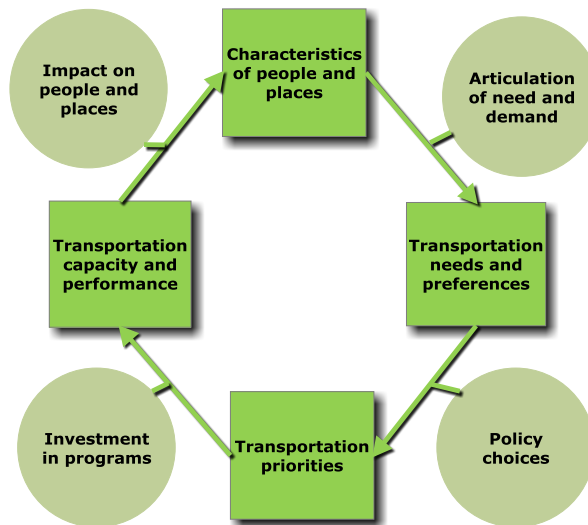 Characteristics
of people and
places
Articulation
of need and
demand
Transportation
needs and
preferences
Policy
choices
Transportation
priorities
Investment
in programs
Transportation
capacity and
performance
Impact on
people and
places